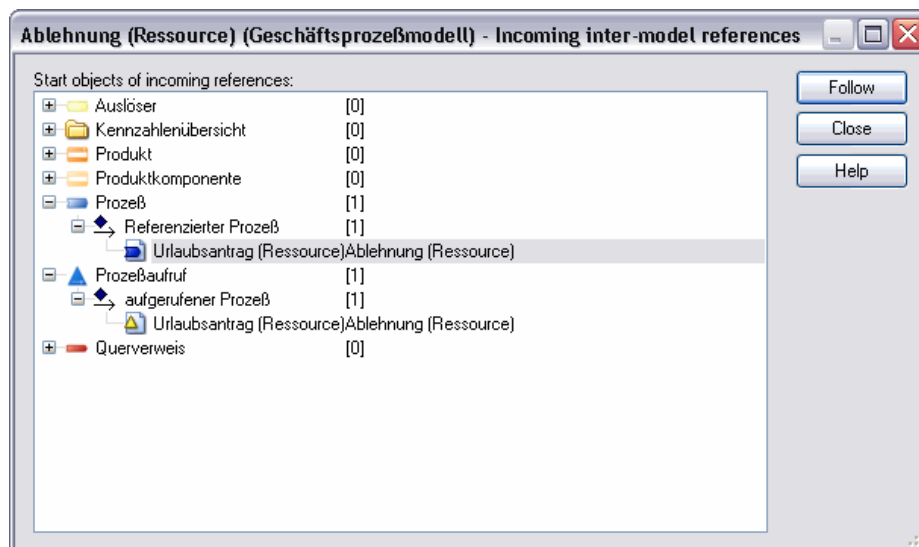 Ablehnung (Ressource) (Geschäftsprozeßmodell) - Incoming inter-model references
Start objects of incoming references:
Auslöser [0]
Kennzahlenübersicht [0]
Produkt [0]
Produktkomponente [0]
Prozeß [1]
Referenzierter Prozeß [1]
Urlaubsantrag (Ressource)Ablehnung (Ressource)
Prozeßaufruf [1]
aufgerufener Prozeß [1]
Urlaubsantrag (Ressource)Ablehnung (Ressource)
Querverweis [0]
Follow
Close
Help